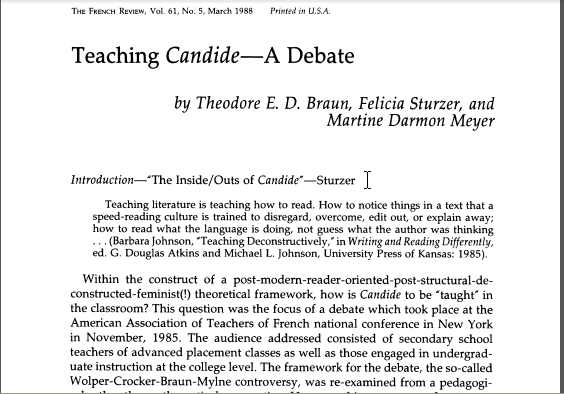 THE FRENCH REVIEW, Vol. 61, No. 5, March 1988 Printed in U.S.A.
Teaching Candide—A Debate
by Theodore E. D. Braun, Felicia Sturzer, and
Martine Darmon Meyer
Introduction—"The Inside/Outs of Candide"—Sturzer
Teaching literature is teaching how to read. How to notice things in a text that a
speed-reading culture is trained to disregard, overcome, edit out, or explain away;
how to read what the language is doing, not guess what the author was thinking
. . . (Barbara Johnson, "Teaching Deconstructively," in Writing and Reading Differently,
ed. G. Douglas Atkins and Michael L. Johnson, University Press of Kansas: 1985).
Within the construct of a post-modern-reader-oriented-post-structural-de-
constructed-feminist(!) theoretical framework, how is Candide to be "taught" in
the classroom? This question was the focus of a debate which took place at the
American Association of Teachers of French national conference in New York
in November, 1985. The audience addressed consisted of secondary school
teachers of advanced placement classes as well as those engaged in undergrad-
uate instruction at the college level. The framework for the debate, the so-called
Wolper-Crocker-Braun-Mylne controversy, was re-examined from a pedagogi-